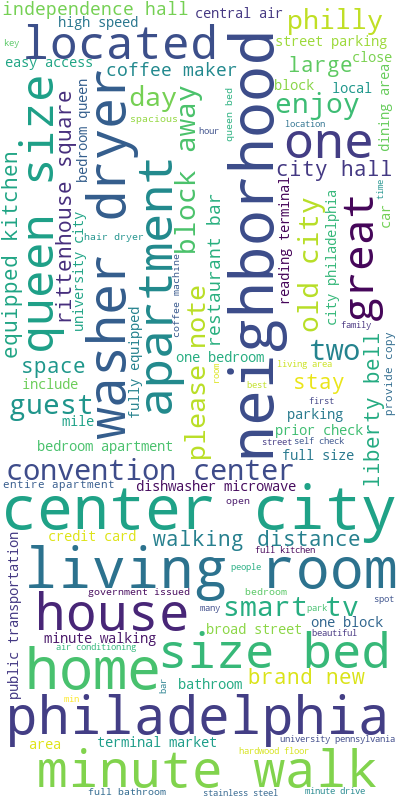 independence hall
central air
high speed
philly
located
street parking
key
easy access
coffee maker
large
close
day
block
local
enjoy
dining area
spacious
hour
queen bed
location
one
city hall
queen size
washer dryer
rittenhouse square
bedroom queen
block away
neighborhood
equipped kitchen
university city
hair dryer
apartment
restaurant bar
reading terminal
old city
city philadelphia
great
car
time
coffee machine
fully equipped
please note
one bedroom
two
family
space
room
living area
liberty bell
provide copy
include
guest
best
stay
first
parking
mile
prior check
bedroom apartment
street
self check
full size
convention center
entire apartment
dishwasher microwave
center city
open
credit card
walking distance
public transportation
full kitchen
living room
people
government issued
bedroom
spot
house
many
smart tv
park
one block
minute walking
broad street
beautiful
air conditioning
size bed
home
bar
bathroom
brand new
min
philadelphia
area
terminal market
university pennsylvania
hardwood floor
minute walk
full bathroom
stainless steel
minute drive